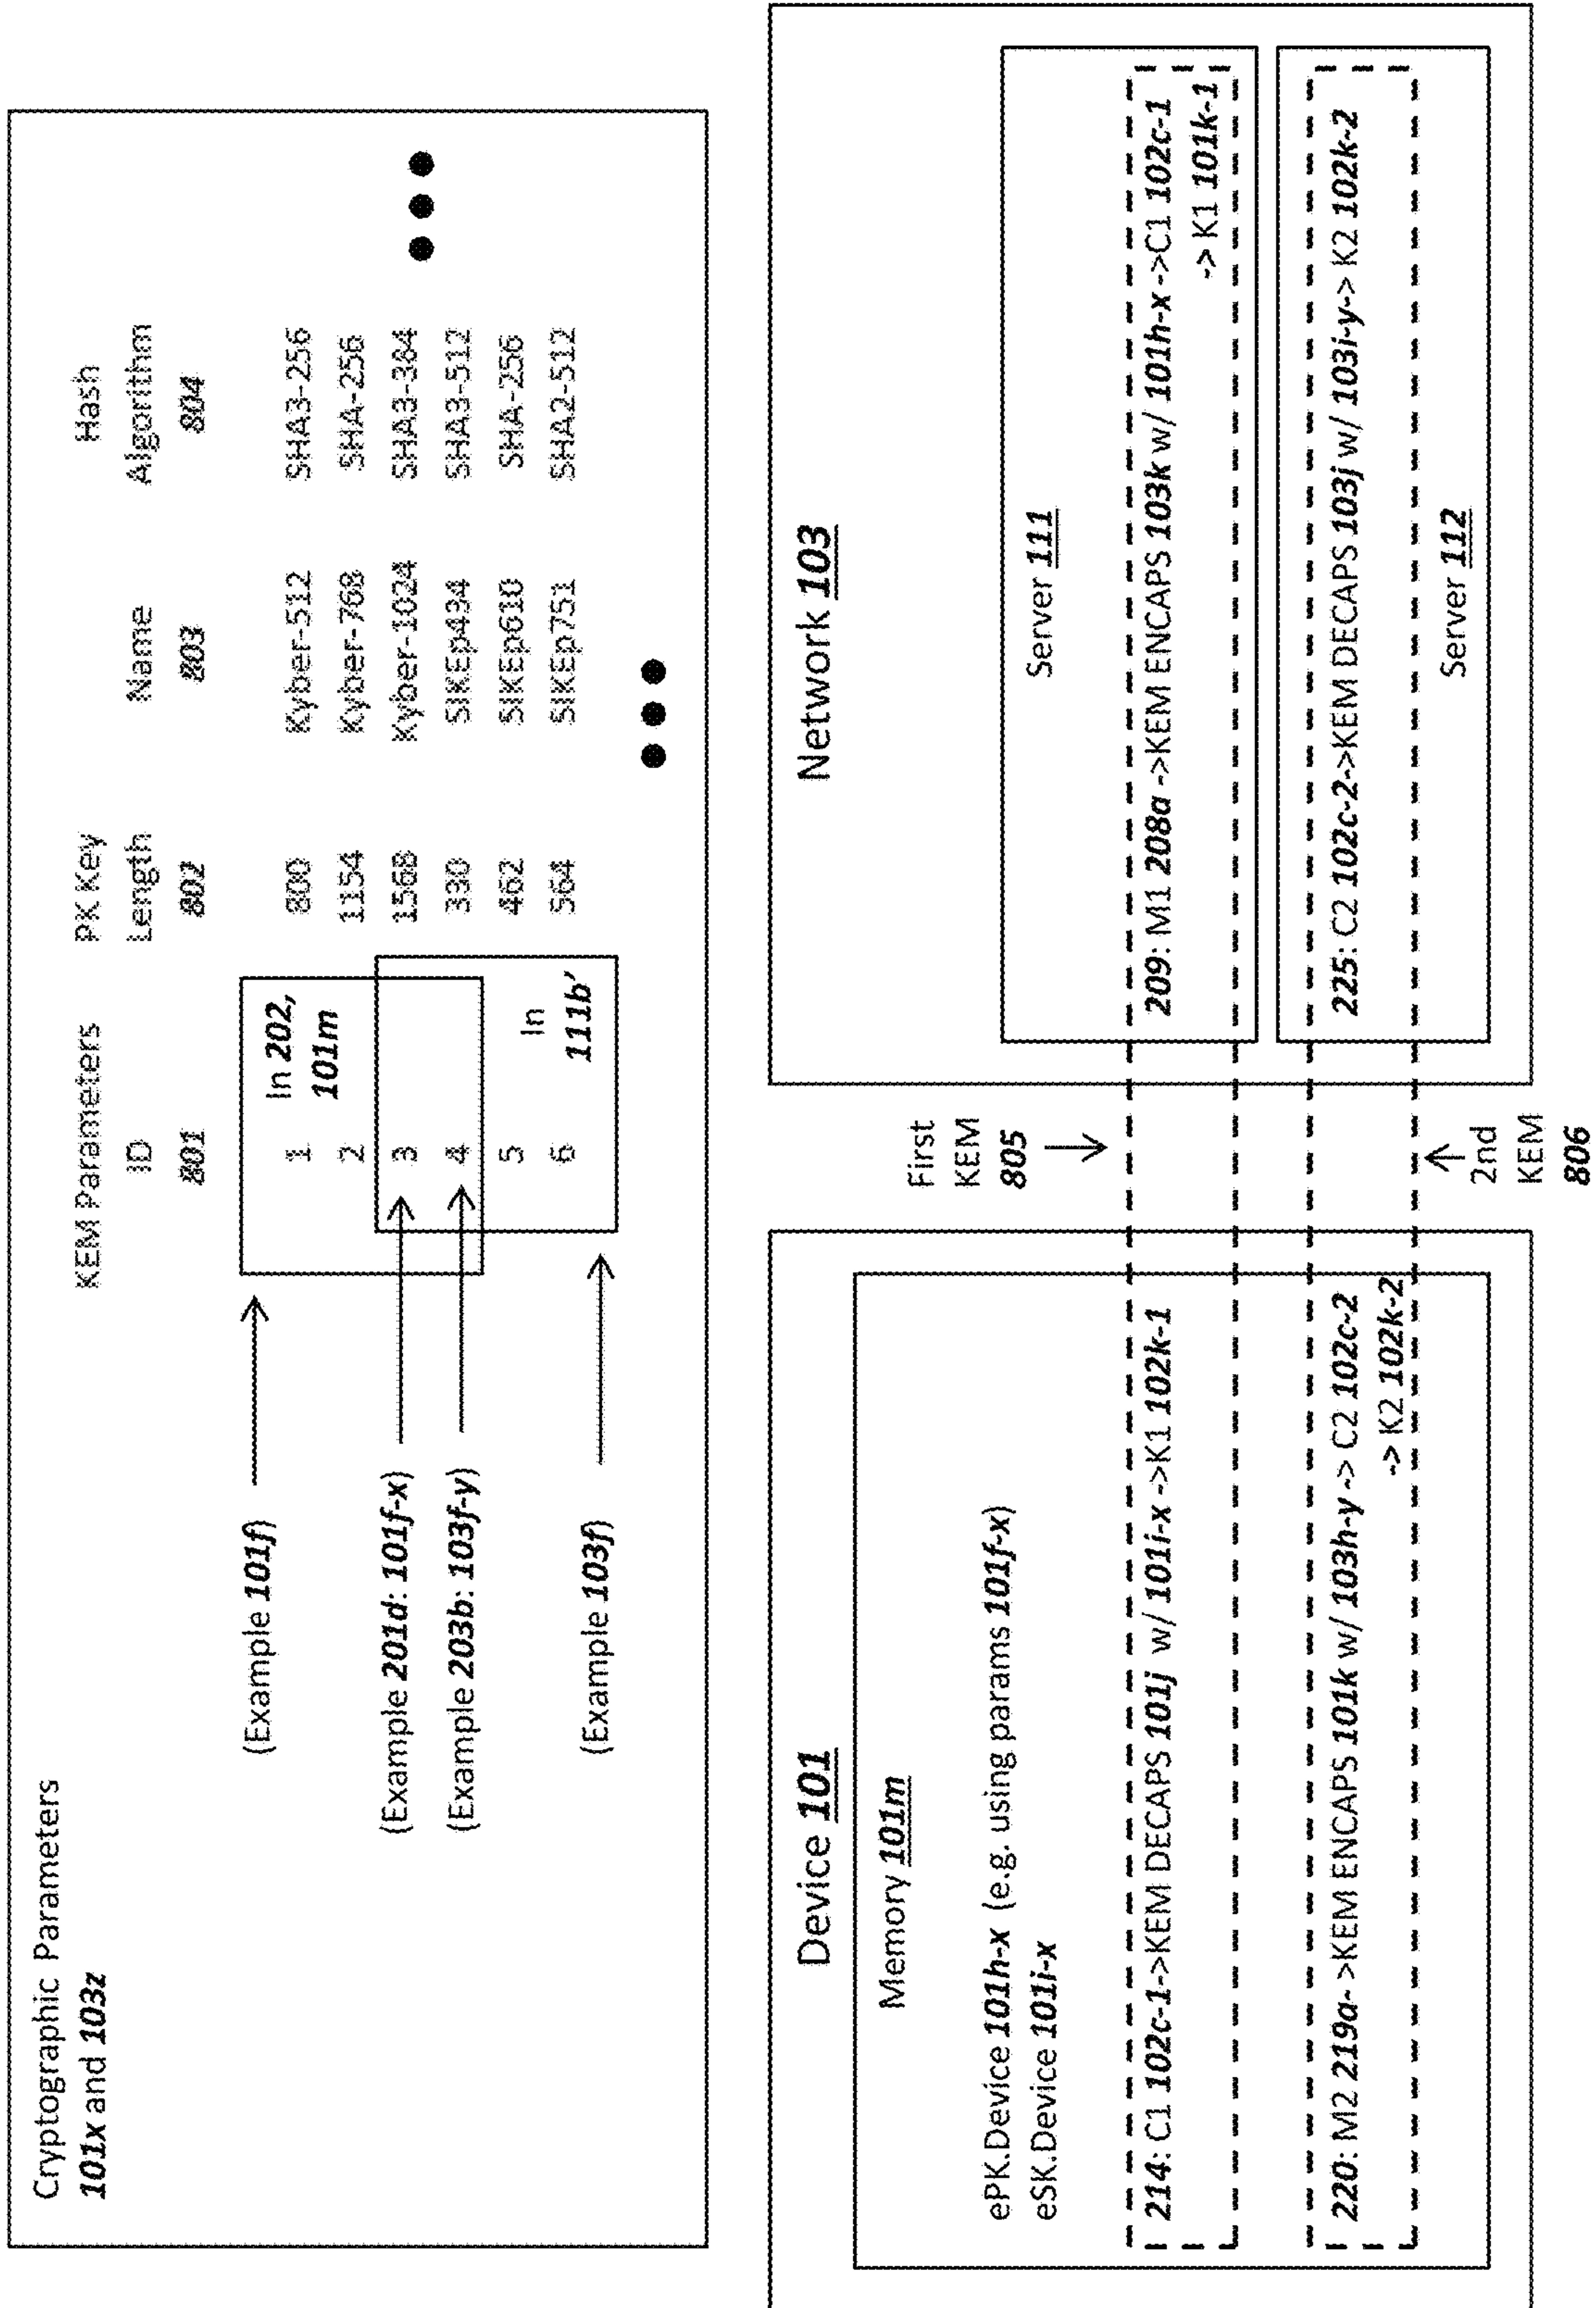 Cryptographic Parameters
101x and 103z
KEM Parameters
ID
801
PK Key
Length
802
Name
803
Hash
Algorithm
804
1 800 Kyber-512 SHA3-256
2 1154 Kyber-768 SHA-256
3 1568 Kyber-1024 SHA3-384
4 330 SIKEp434 SHA3-512
5 462 SIKEp610 SHA-256
6 564 SIKEp751 SHA2-512
In 202,
101m
In
111b'
(Example 101f)
(Example 201d: 101f-x)
(Example 203b: 103f-y)
(Example 103f)
Device 101
Memory 101m
ePK.Device 101h-x (e.g. using params 101f-x)
eSK.Device 101i-x
214: C1 102c-1->KEM DECAPS 101j w/ 101i-x ->K1 102k-1
220: M2 219a- >KEM ENCAPS 101k w/ 103h-y -> C2 102c-2
-> K2 102k-2
First
KEM
805
2nd
KEM
806
Network 103
Server 111
209: M1 208a ->KEM ENCAPS 103k w/ 101h-x ->C1 102c-1
-> K1 101k-1
225: C2 102c-2->KEM DECAPS 103j w/ 103i-y-> K2 102k-2
Server 112